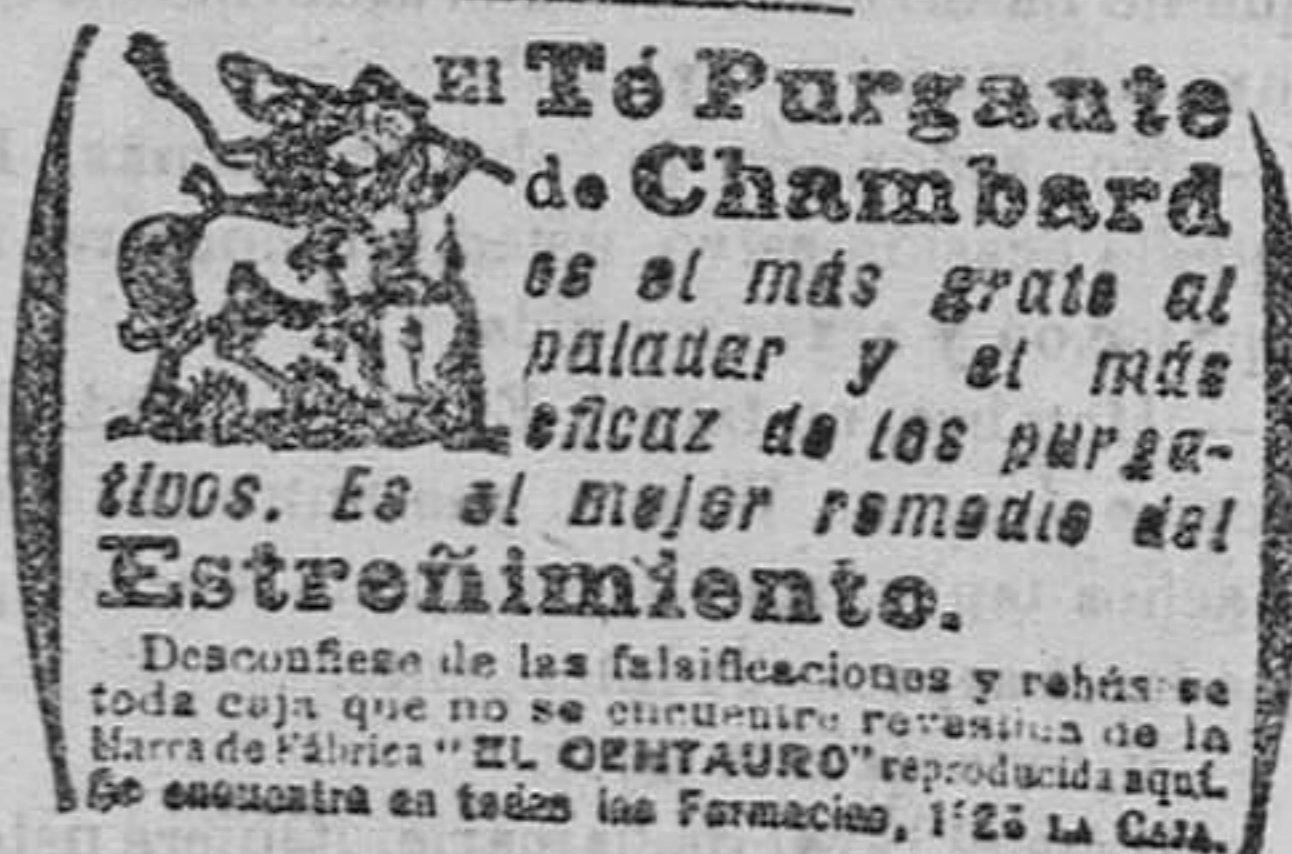 El Té Purgante
de Chambard
es el más grato al
paladar y el más
eficaz de los purga-
tivos. Es el mejor remedio del
Estreñimiento.
Desconfiese de las falsificaciones y rehúsese
toda caja que no se encuentre revestida de la
Marca de Fábrica "EL CENTAURO" reproducida aquí.
Se encuentra en todas las Farmacias, 1'25 LA CAJA.